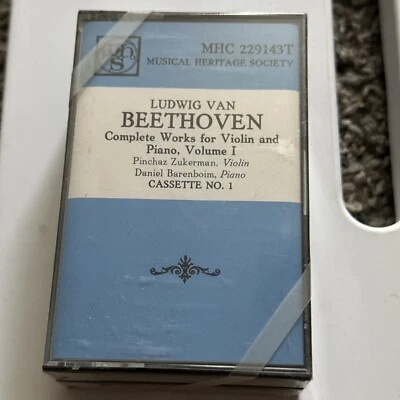 MHC 229143T
MUSICAL HERITAGE SOCIETY
LUDWIG VAN
BEETHOVEN
Complete Works for Violin and
Piano, Volume I
Pinchaz Zukerman, Violin
Daniel Barenboim, Piano
CASSETTE NO. 1